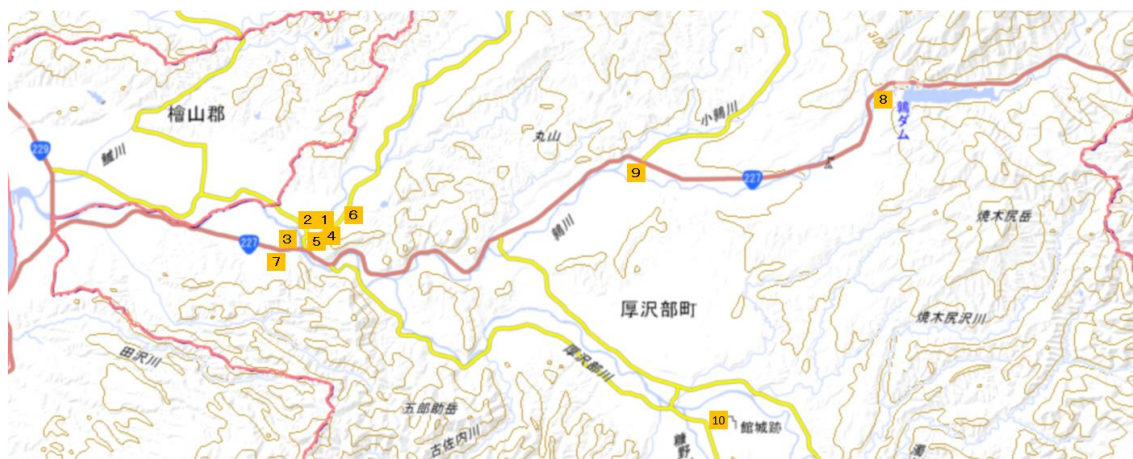 300
檜山郡
小鶉川
8
鶉ダム
丸山
229
鰔川
9
227
2
1
6
焼木尻岳
鶉川
3
5
4
227
7
厚沢部町
焼木尻沢川
田沢川
厚沢部川
五郎助岳
10
館城跡
古佐内川
糠野